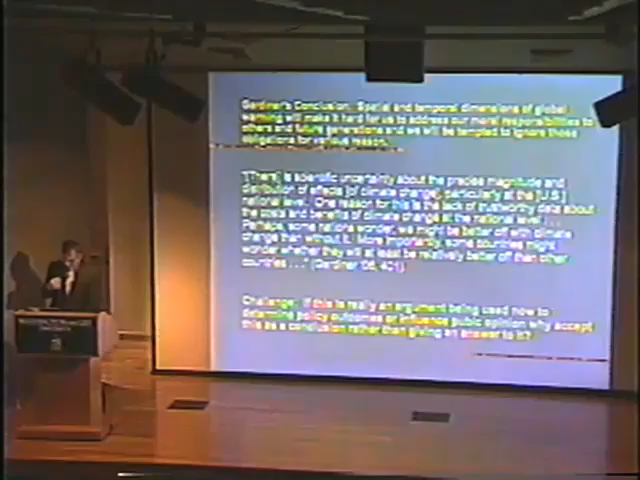 Gardiner's Conclusion: Spatial and temporal dimensions of global
warming will make it hard for us to address our moral responsibilities to
others and future generations and we will be tempted to ignore those
obligations for various reason.
"[There] is scientific uncertainty about the precise magnitude and
distribution of effects [of climate change], particularly at the [U.S.]
national level. One reason for this is the lack of trustworthy data about
the costs and benefits of climate change at the national level . . .
Perhaps, some nations wonder, we might be better off with climate
change than without it. More importantly, some countries might
wonder whether they will at least be relatively better off than other
countries . . . (Gardiner 06, 401)
Challenge: If this is really an argument being used now to
determine policy outcomes or influence public opinion why accept
this as a conclusion rather than giving an answer to it?